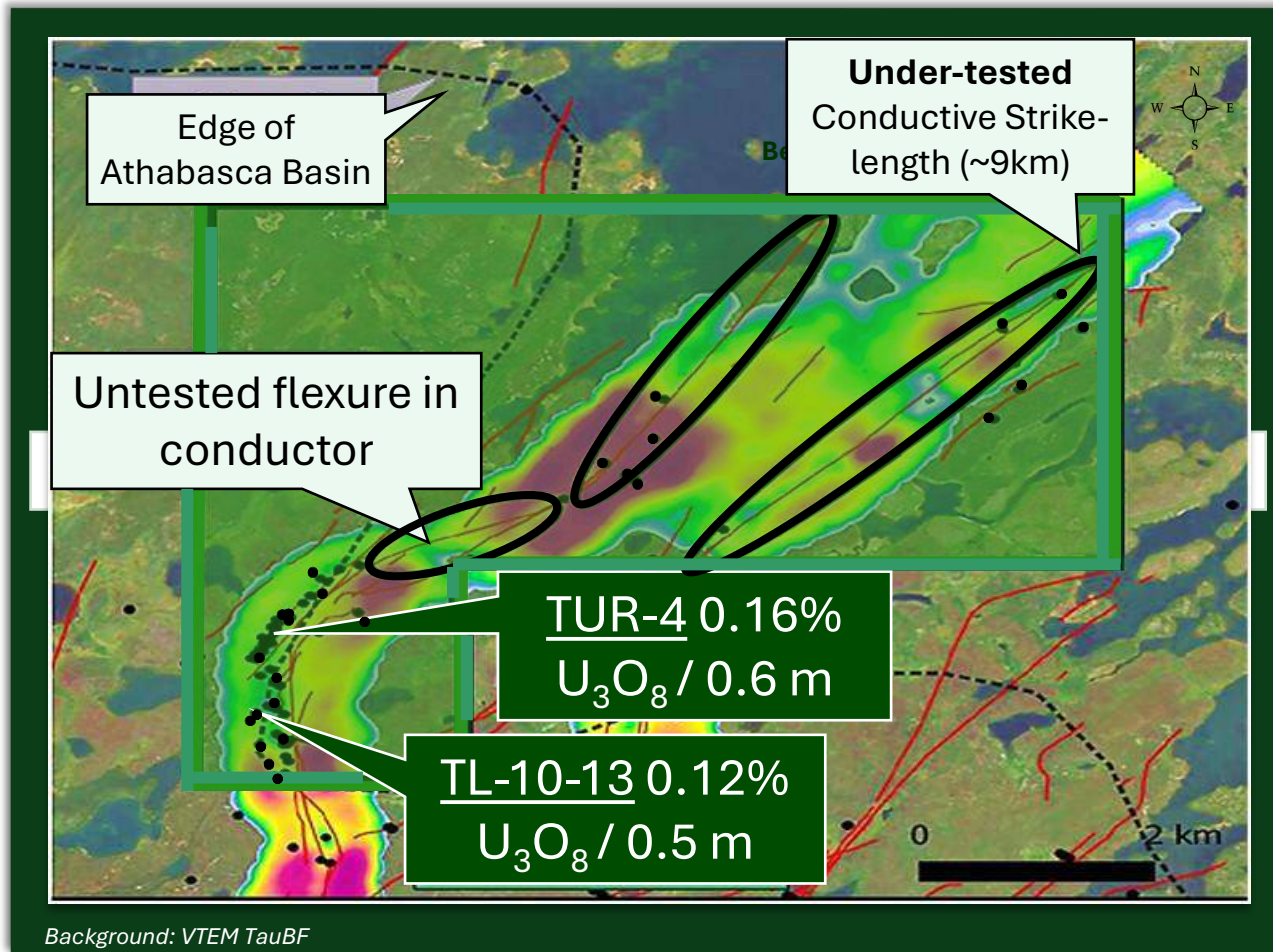 Edge of
Athabasca Basin
Under-tested
Conductive Strike-
length (~9km)
N
W E
S
Untested flexure in
conductor
TUR-4 0.16%
U₃O₈ / 0.6 m
TL-10-13 0.12%
U₃O₈ / 0.5 m
0 2 km
Background: VTEM TauBF